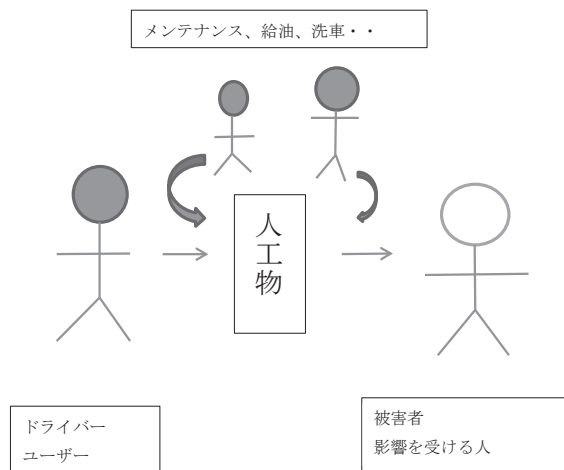 メンテナンス、給油、洗車・・
人工物
ドライバー
ユーザー
被害者
影響を受ける人